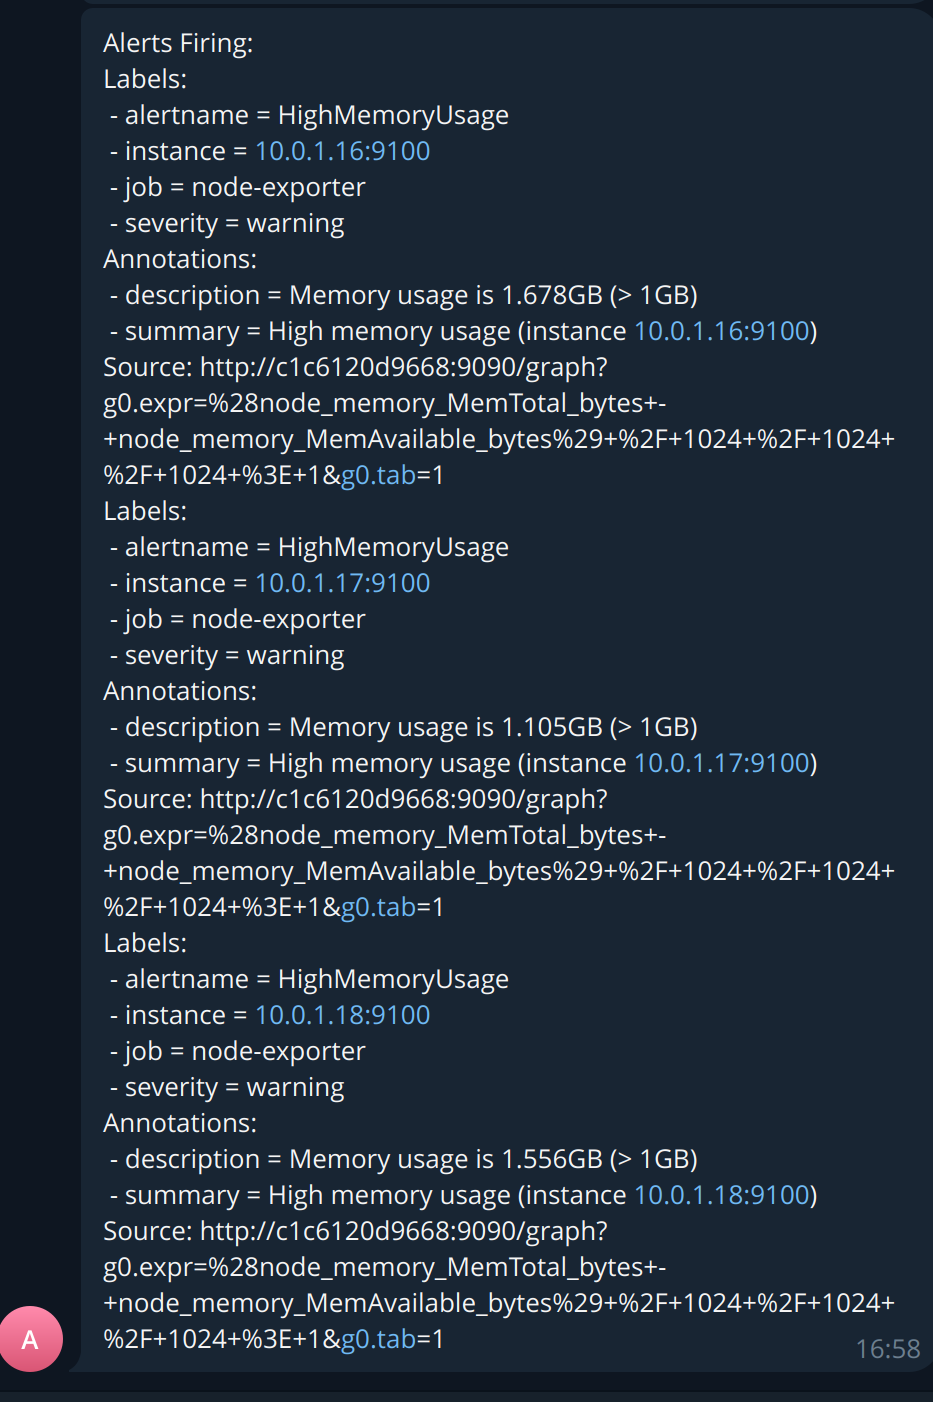 Alerts Firing:
Labels:
 - alertname = HighMemoryUsage
 - instance = 10.0.1.16:9100
 - job = node-exporter
 - severity = warning
Annotations:
 - description = Memory usage is 1.678GB (> 1GB)
 - summary = High memory usage (instance 10.0.1.16:9100)
Source: http://c1c6120d9668:9090/graph?
g0.expr=%28node_memory_MemTotal_bytes+-
+node_memory_MemAvailable_bytes%29+%2F+1024+%2F+1024+
%2F+1024+%3E+1&g0.tab=1
Labels:
 - alertname = HighMemoryUsage
 - instance = 10.0.1.17:9100
 - job = node-exporter
 - severity = warning
Annotations:
 - description = Memory usage is 1.105GB (> 1GB)
 - summary = High memory usage (instance 10.0.1.17:9100)
Source: http://c1c6120d9668:9090/graph?
g0.expr=%28node_memory_MemTotal_bytes+-
+node_memory_MemAvailable_bytes%29+%2F+1024+%2F+1024+
%2F+1024+%3E+1&g0.tab=1
Labels:
 - alertname = HighMemoryUsage
 - instance = 10.0.1.18:9100
 - job = node-exporter
 - severity = warning
Annotations:
 - description = Memory usage is 1.556GB (> 1GB)
 - summary = High memory usage (instance 10.0.1.18:9100)
Source: http://c1c6120d9668:9090/graph?
g0.expr=%28node_memory_MemTotal_bytes+-
+node_memory_MemAvailable_bytes%29+%2F+1024+%2F+1024+
%2F+1024+%3E+1&g0.tab=1
A
16:58